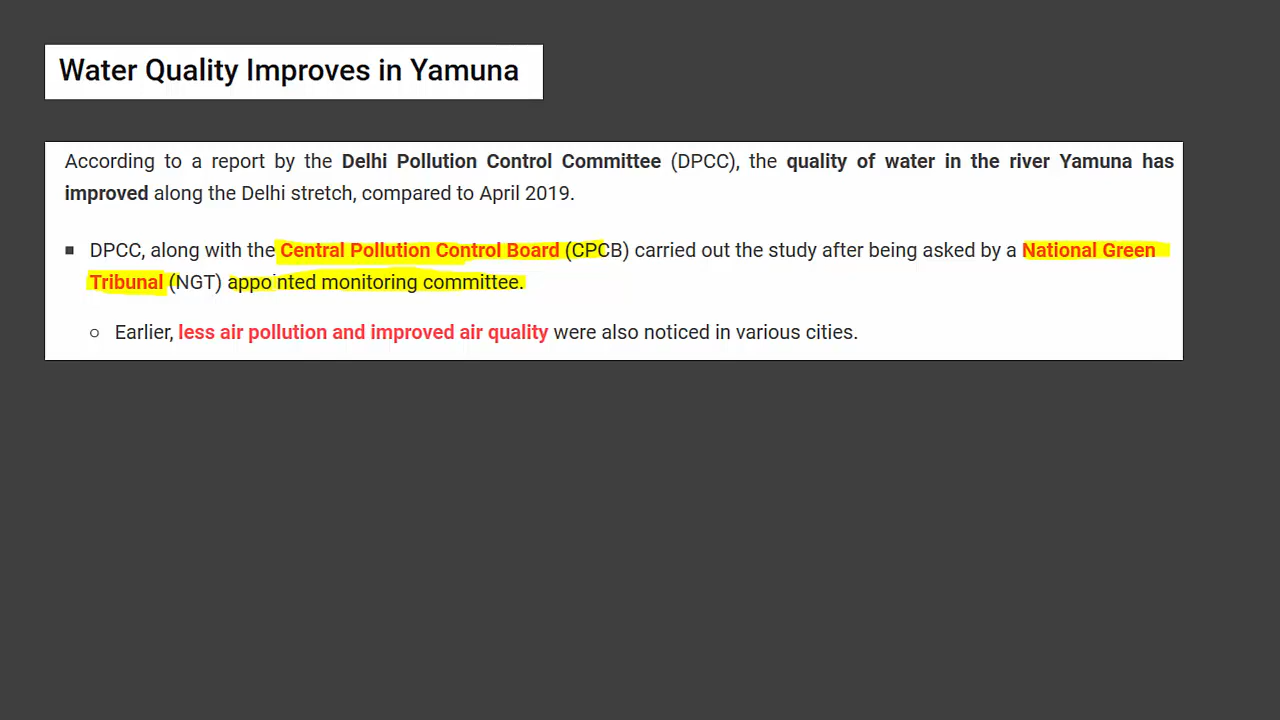 Water Quality Improves in Yamuna
According to a report by the Delhi Pollution Control Committee (DPCC), the quality of water in the river Yamuna has
improved along the Delhi stretch, compared to April 2019.
■ DPCC, along with the Central Pollution Control Board (CPCB) carried out the study after being asked by a National Green
Tribunal (NGT) appointed monitoring committee.
○ Earlier, less air pollution and improved air quality were also noticed in various cities.